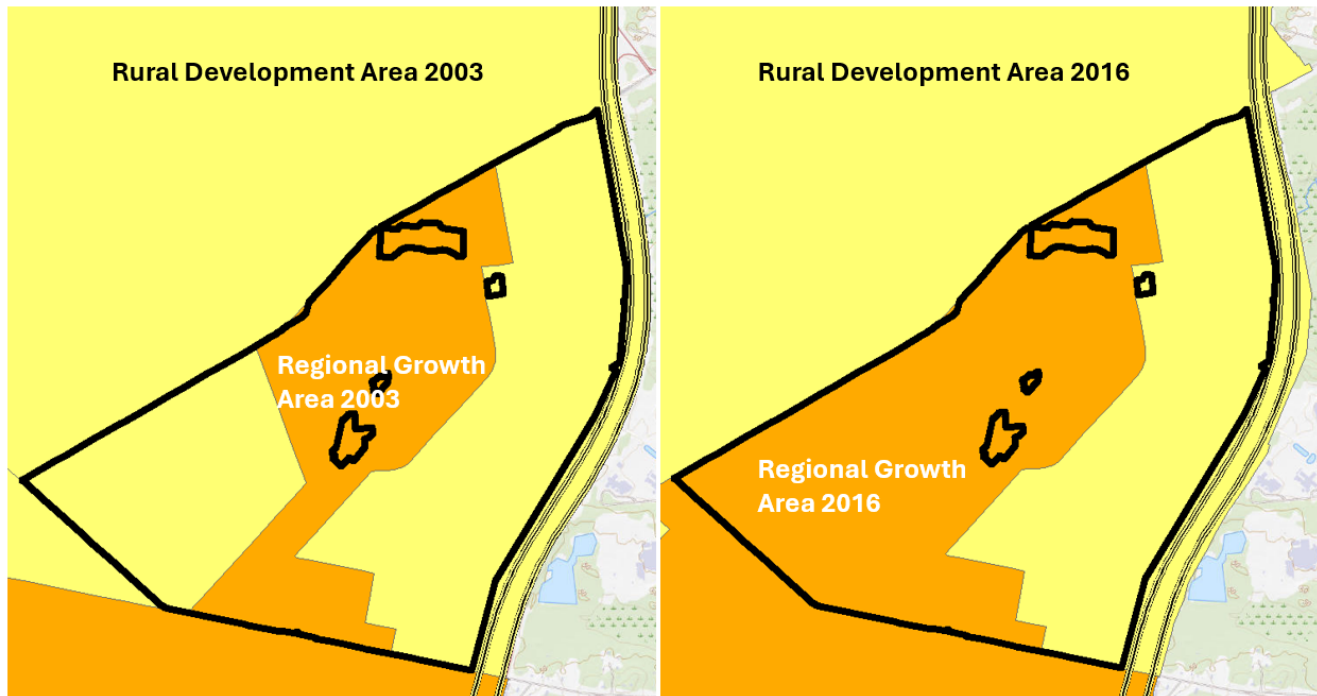 Rural Development Area 2003
Regional Growth
Area 2003
Rural Development Area 2016
Regional Growth
Area 2016